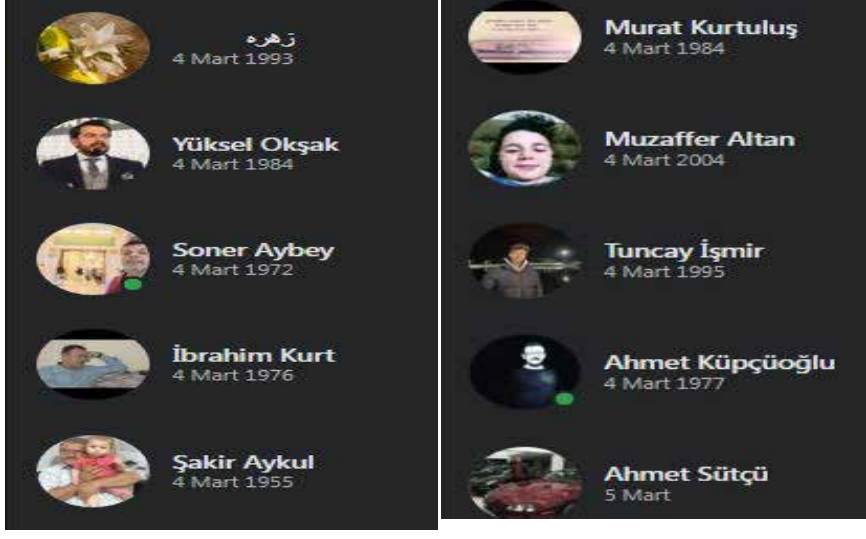 زهره
4 Mart 1993
Yüksel Okşak
4 Mart 1984
Soner Aybey
4 Mart 1972
İbrahim Kurt
4 Mart 1976
Şakir Aykul
4 Mart 1955
Murat Kurtuluş
4 Mart 1984
Muzaffer Altan
4 Mart 2004
Tuncay İşmir
4 Mart 1995
Ahmet Küpçüoğlu
4 Mart 1977
Ahmet Sütçü
5 Mart